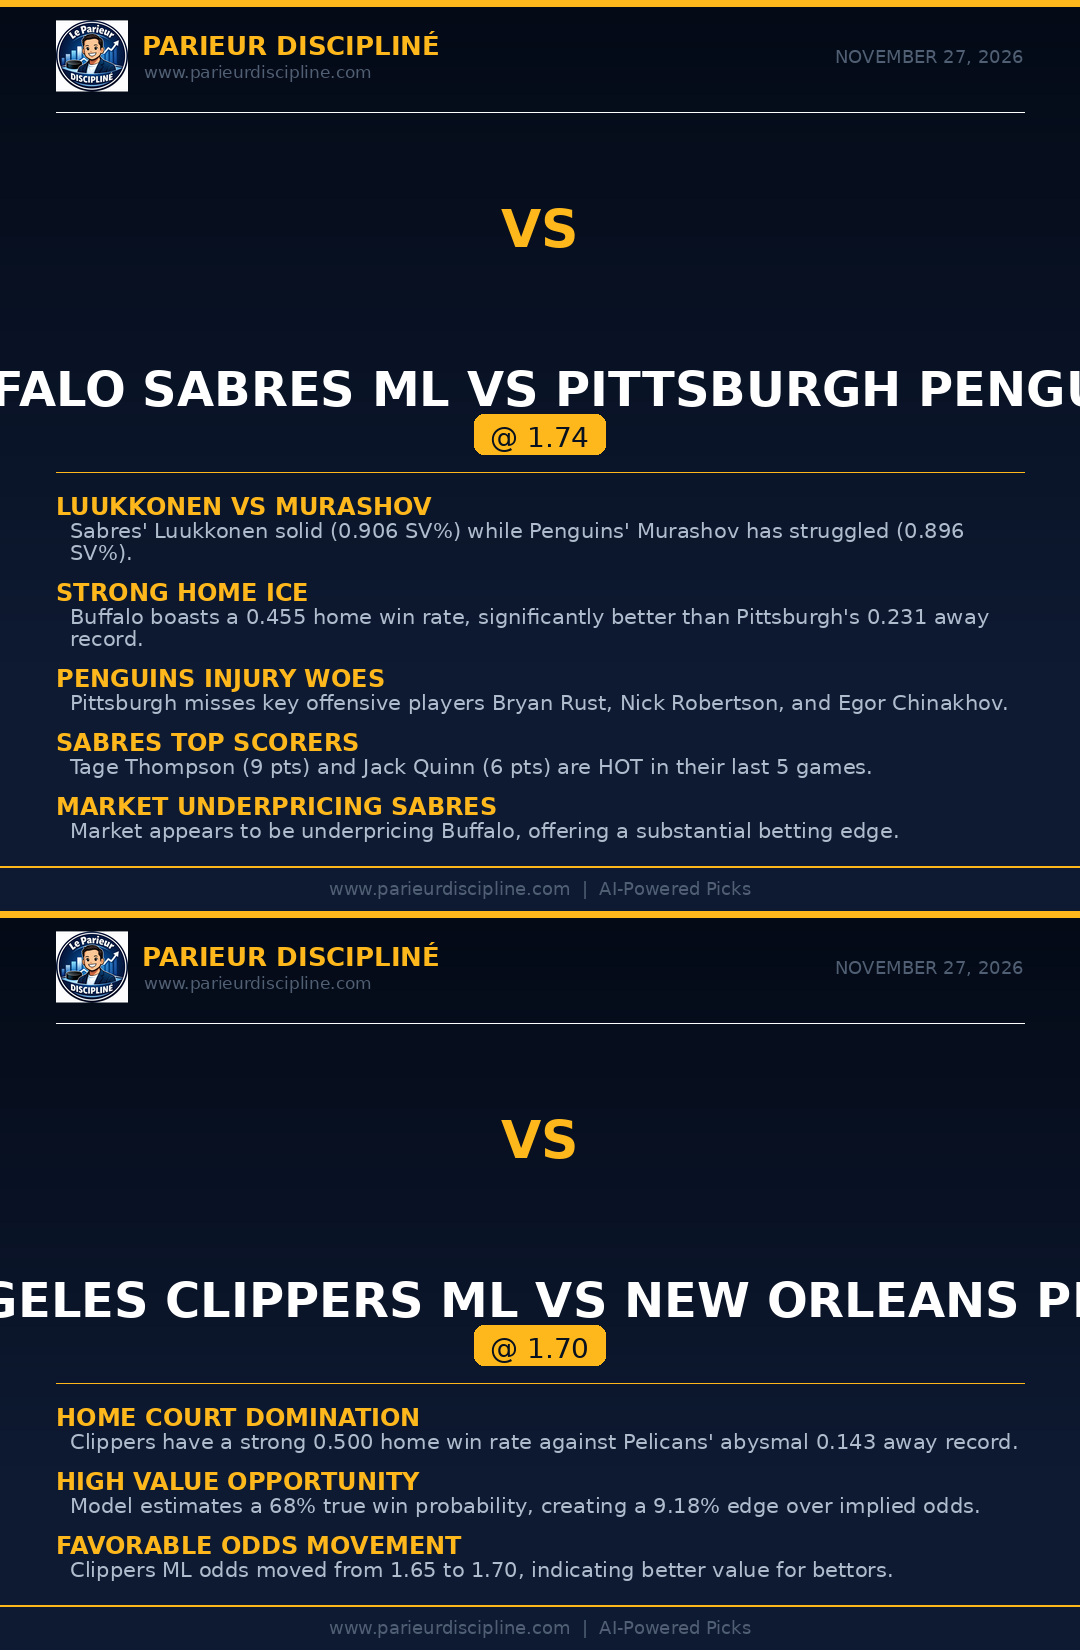 Le Parieur
DISCIPLINÉ
PARIEUR DISCIPLINÉ
www.parieurdiscipline.com
NOVEMBER 27, 2026
VS
FALO SABRES ML VS PITTSBURGH PENGU
@ 1.74
LUUKKONEN VS MURASHOV
Sabres' Luukkonen solid (0.906 SV%) while Penguins' Murashov has struggled (0.896
SV%).
STRONG HOME ICE
Buffalo boasts a 0.455 home win rate, significantly better than Pittsburgh's 0.231 away
record.
PENGUINS INJURY WOES
Pittsburgh misses key offensive players Bryan Rust, Nick Robertson, and Egor Chinakhov.
SABRES TOP SCORERS
Tage Thompson (9 pts) and Jack Quinn (6 pts) are HOT in their last 5 games.
MARKET UNDERPRICING SABRES
Market appears to be underpricing Buffalo, offering a substantial betting edge.
www.parieurdiscipline.com | AI-Powered Picks
Le Parieur
DISCIPLINÉ
PARIEUR DISCIPLINÉ
www.parieurdiscipline.com
NOVEMBER 27, 2026
VS
GELES CLIPPERS ML VS NEW ORLEANS PE
@ 1.70
HOME COURT DOMINATION
Clippers have a strong 0.500 home win rate against Pelicans' abysmal 0.143 away record.
HIGH VALUE OPPORTUNITY
Model estimates a 68% true win probability, creating a 9.18% edge over implied odds.
FAVORABLE ODDS MOVEMENT
Clippers ML odds moved from 1.65 to 1.70, indicating better value for bettors.
www.parieurdiscipline.com | AI-Powered Picks